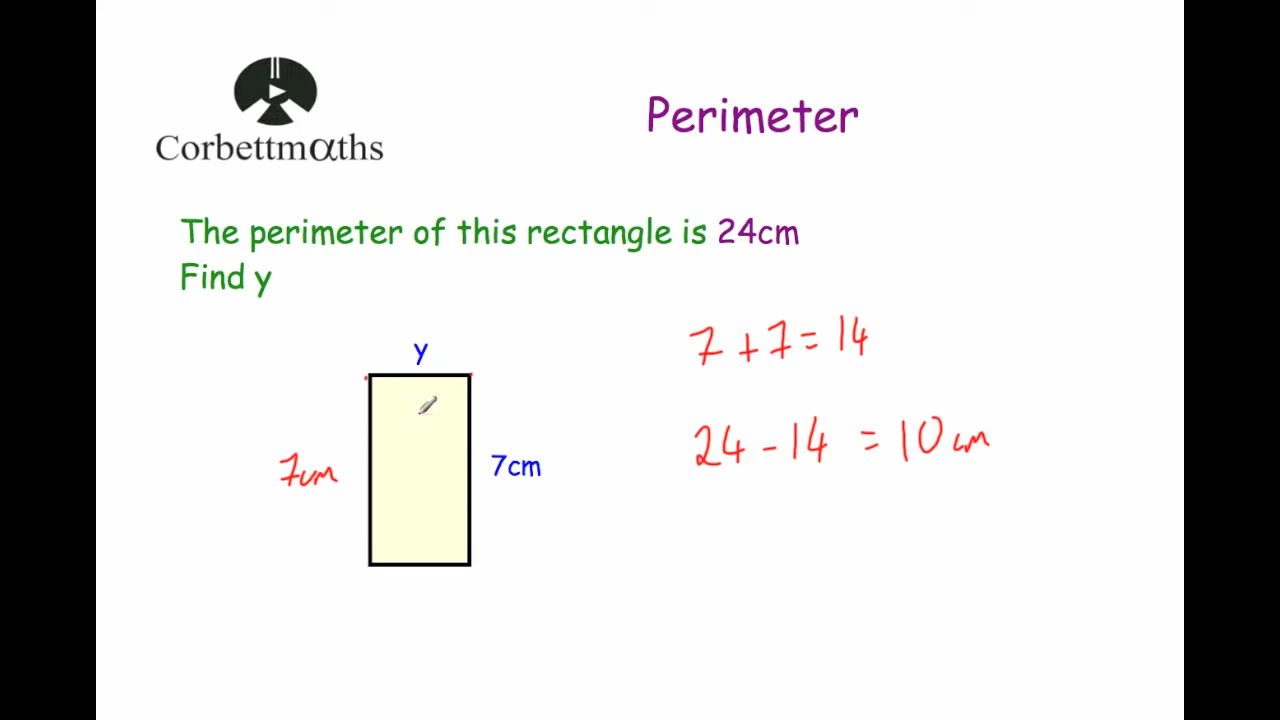 Corbettmαths
Perimeter
The perimeter of this rectangle is 24cm
Find y
y
7cm
7cm
7 + 7 = 14
24 - 14 = 10cm